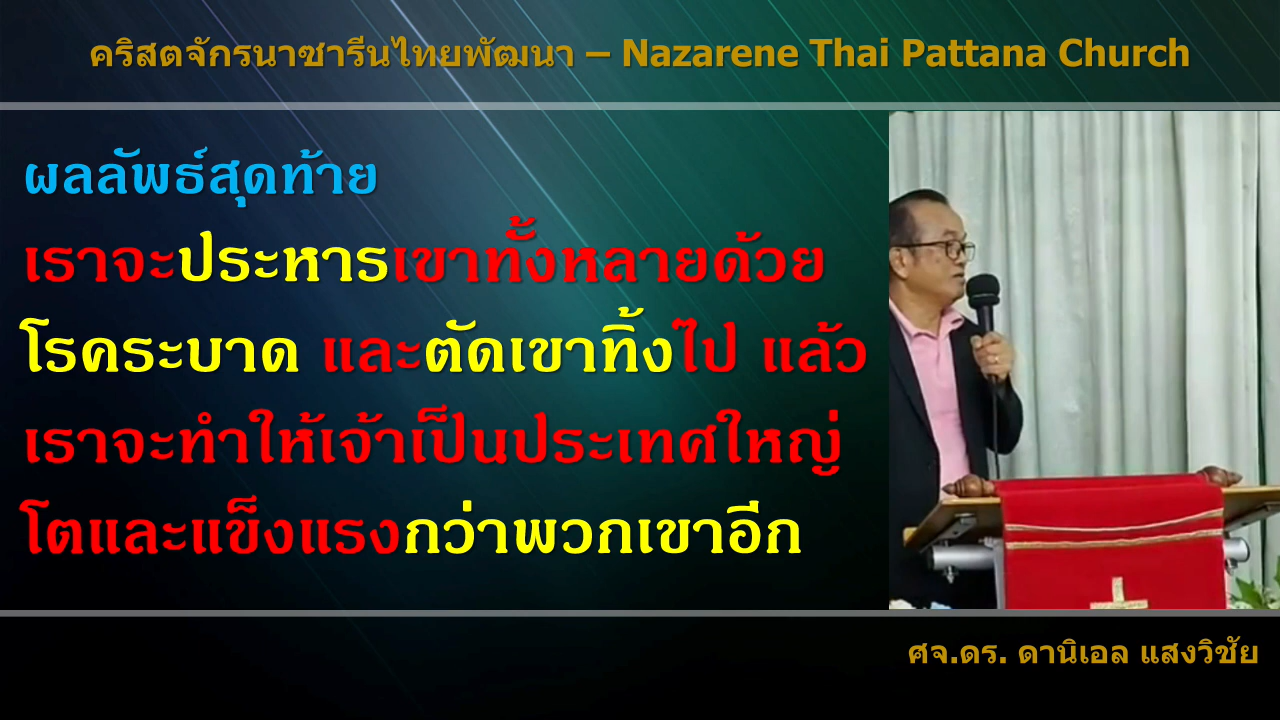 คริสตจักรนาซารีนไทยพัฒนา – Nazarene Thai Pattana Church
ผลลัพธ์สุดท้าย
เราจะประหารเขาทั้งหลายด้วย
โรคระบาด และตัดเขาทิ้งไป แล้ว
เราจะทำให้เจ้าเป็นประเทศใหญ่
โตและแข็งแรงกว่าพวกเขาอีก
ศจ.ดร. ดานิเอล แสงวิชัย